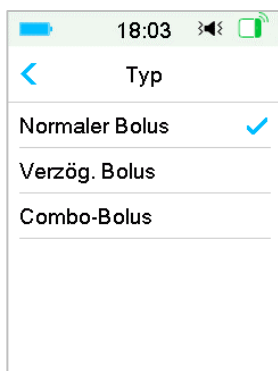 18:03
Typ
Normaler Bolus
Verzög. Bolus
Combo-Bolus